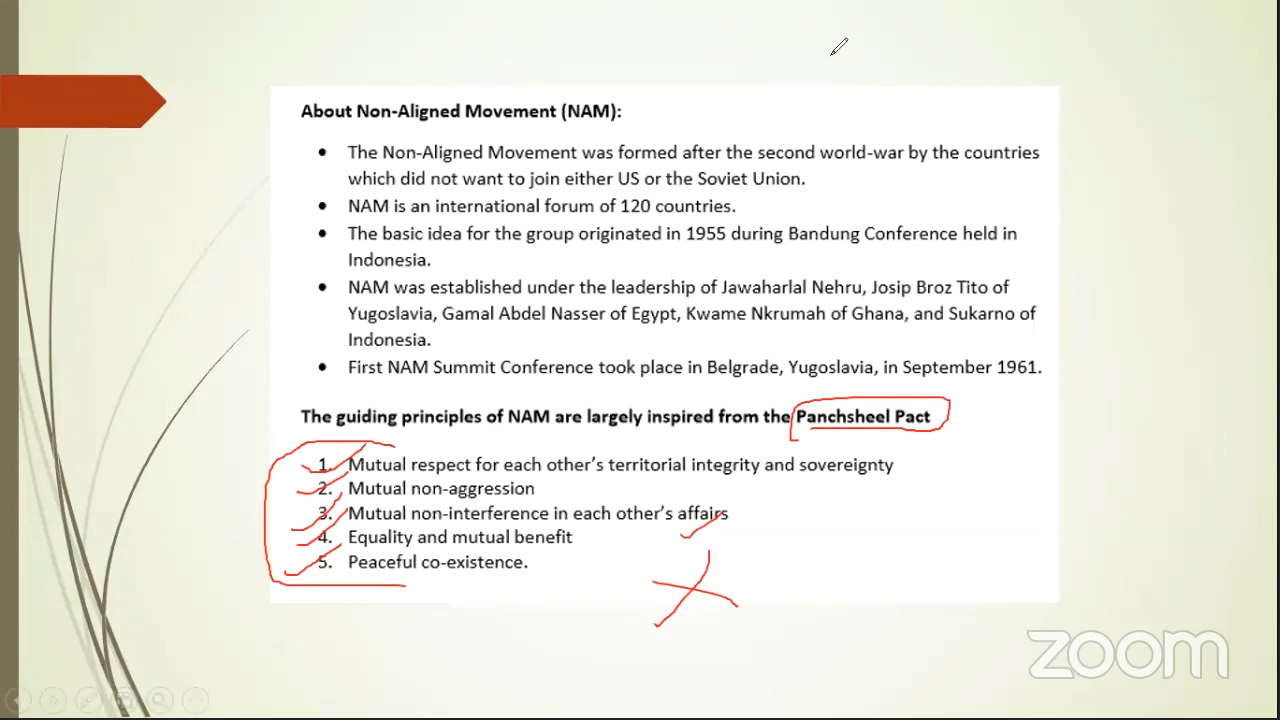 About Non-Aligned Movement (NAM):
• The Non-Aligned Movement was formed after the second world-war by the countries
which did not want to join either US or the Soviet Union.
• NAM is an international forum of 120 countries.
• The basic idea for the group originated in 1955 during Bandung Conference held in
Indonesia.
• NAM was established under the leadership of Jawaharlal Nehru, Josip Broz Tito of
Yugoslavia, Gamal Abdel Nasser of Egypt, Kwame Nkrumah of Ghana, and Sukarno of
Indonesia.
• First NAM Summit Conference took place in Belgrade, Yugoslavia, in September 1961.
The guiding principles of NAM are largely inspired from the Panchsheel Pact
1. Mutual respect for each other's territorial integrity and sovereignty
2. Mutual non-aggression
3. Mutual non-interference in each other's affairs
4. Equality and mutual benefit
5. Peaceful co-existence.
zoom